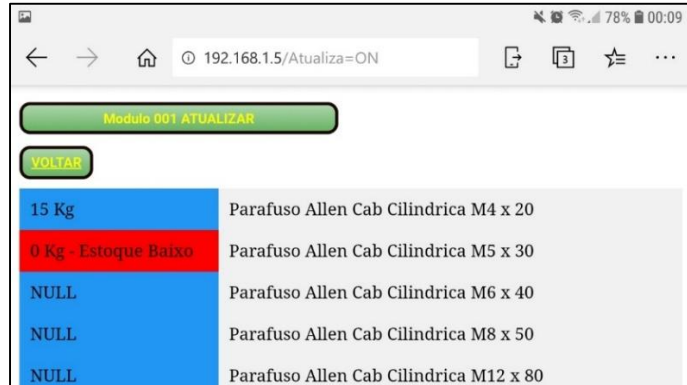 78% 00:09
192.168.1.5/Atualiza=ON
3
Modulo 001 ATUALIZAR
VOLTAR
15 Kg Parafuso Allen Cab Cilindrica M4 x 20
0 Kg - Estoque Baixo Parafuso Allen Cab Cilindrica M5 x 30
NULL Parafuso Allen Cab Cilindrica M6 x 40
NULL Parafuso Allen Cab Cilindrica M8 x 50
NULL Parafuso Allen Cab Cilindrica M12 x 80